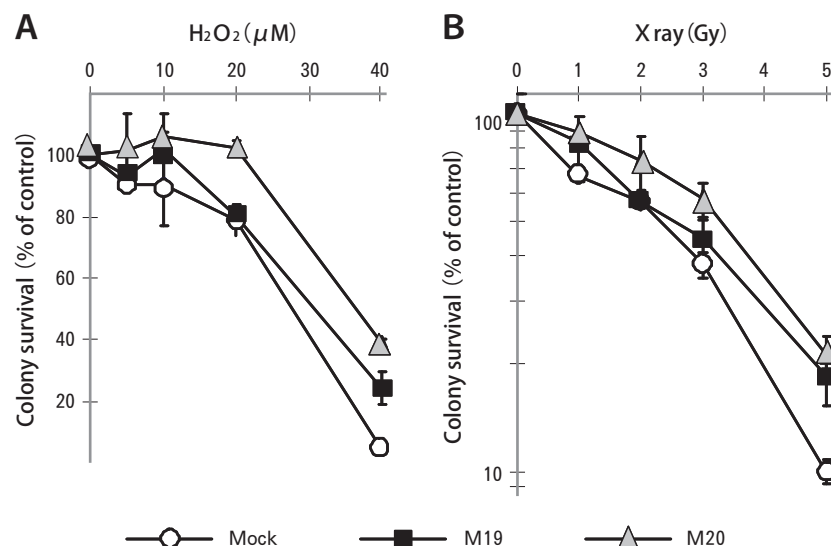 A
H₂O₂ (μM)
0 10 20 30 40
100
80
60
40
20
Colony survival (% of control)
B
X ray (Gy)
0 1 2 3 4 5
100
10
Colony survival (% of control)
Mock M19 M20